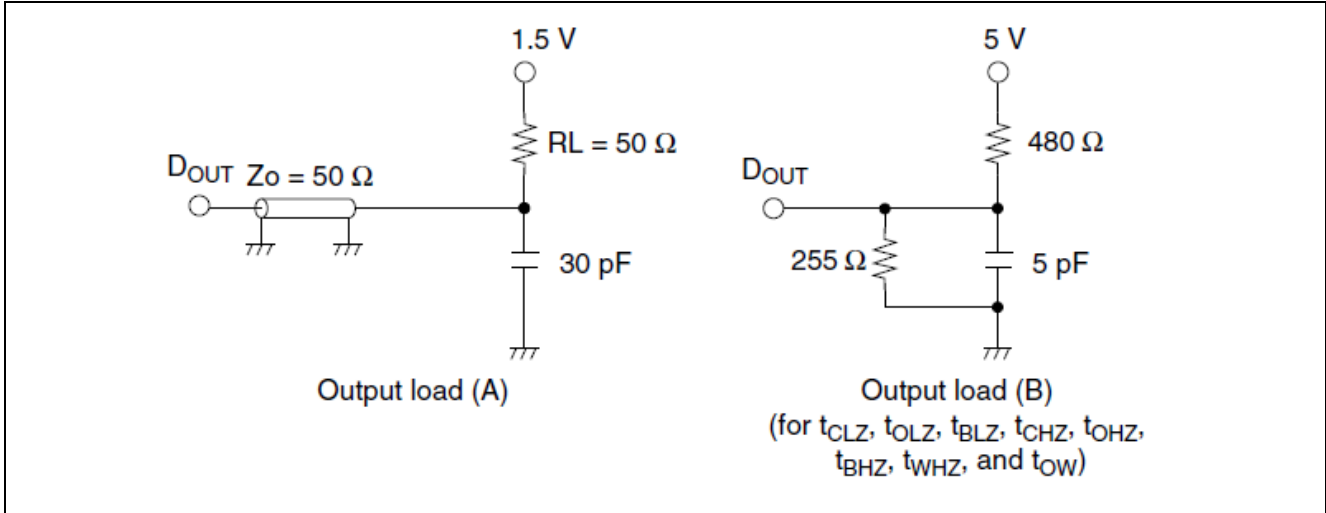 1.5 V
RL = 50 Ω
DOUT Zo = 50 Ω
30 pF
Output load (A)
5 V
480 Ω
DOUT
255 Ω
5 pF
Output load (B)
(for tCLZ, tOLZ, tBLZ, tCHZ, tOHZ,
tBHZ, tWHZ, and tOW)